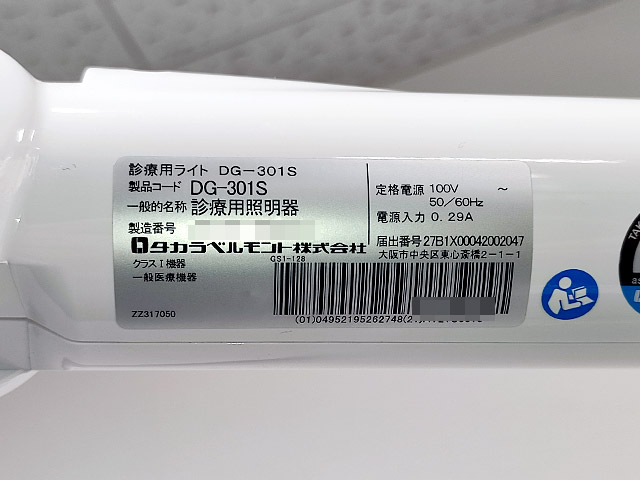 診療用ライト DG-301S
製品コード DG-301S
一般的名称 診療用照明器
製造番号
タカラベルモント株式会社
クラスⅠ機器
一般医療機器
ZZ317050
定格電源 100V ～
50/60Hz
電源入力 0.29A
届出番号 27B1X00042002047
大阪市中央区東心斎橋2-1-1
GS1-128
(01)04952195262748(21)